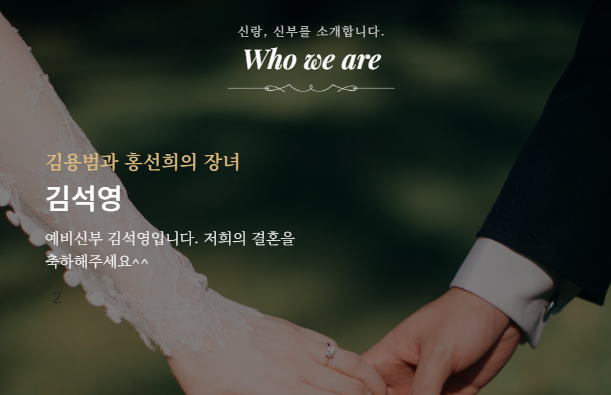 신랑, 신부를 소개합니다.
Who we are
김용범과 홍선희의 장녀
김석영
예비신부 김석영입니다. 저희의 결혼을
축하해주세요^^
2